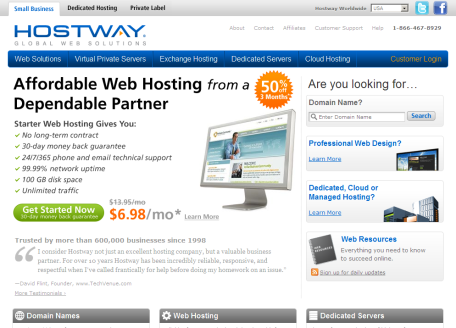 Small Business
Dedicated Hosting
Private Label
Hostway Worldwide
USA
HOSTWAY
GLOBAL WEB SOLUTIONS
Home
About
Contact
Affiliates
Customer Support
Help
1-866-467-8929
Web Solutions
Virtual Private Servers
Exchange Hosting
Dedicated Servers
Cloud Hosting
Customer Login
Affordable Web Hosting from a
Dependable Partner
50%
off
3 Months*
Starter Web Hosting Gives You:
✓ No long-term contract
✓ 30-day money back guarantee
✓ 24/7/365 phone and email technical support
✓ 99.99% network uptime
✓ 100 GB disk space
✓ Unlimited traffic
Get Started Now
30-day money back guarantee
$13.95/mo
$6.98/mo*
Learn More
Trusted by more than 600,000 businesses since 1998
I consider Hostway not just an excellent hosting company, but a valuable business
partner. For over 10 years Hostway has been incredibly reliable, responsive, and
respectful when I've called frantically for help before doing my homework on an issue."
—David Flint, Founder, www.TechVenue.com
More Testimonials ›
Are you looking for…
Domain Name?
Enter Domain Name
Search
Professional Web Design?
Learn More
Dedicated, Cloud or
Managed Hosting?
Learn More
Web Resources
Everything you need to know
to succeed online.
Sign up for daily updates
Domain Names
Web Hosting
Dedicated Servers